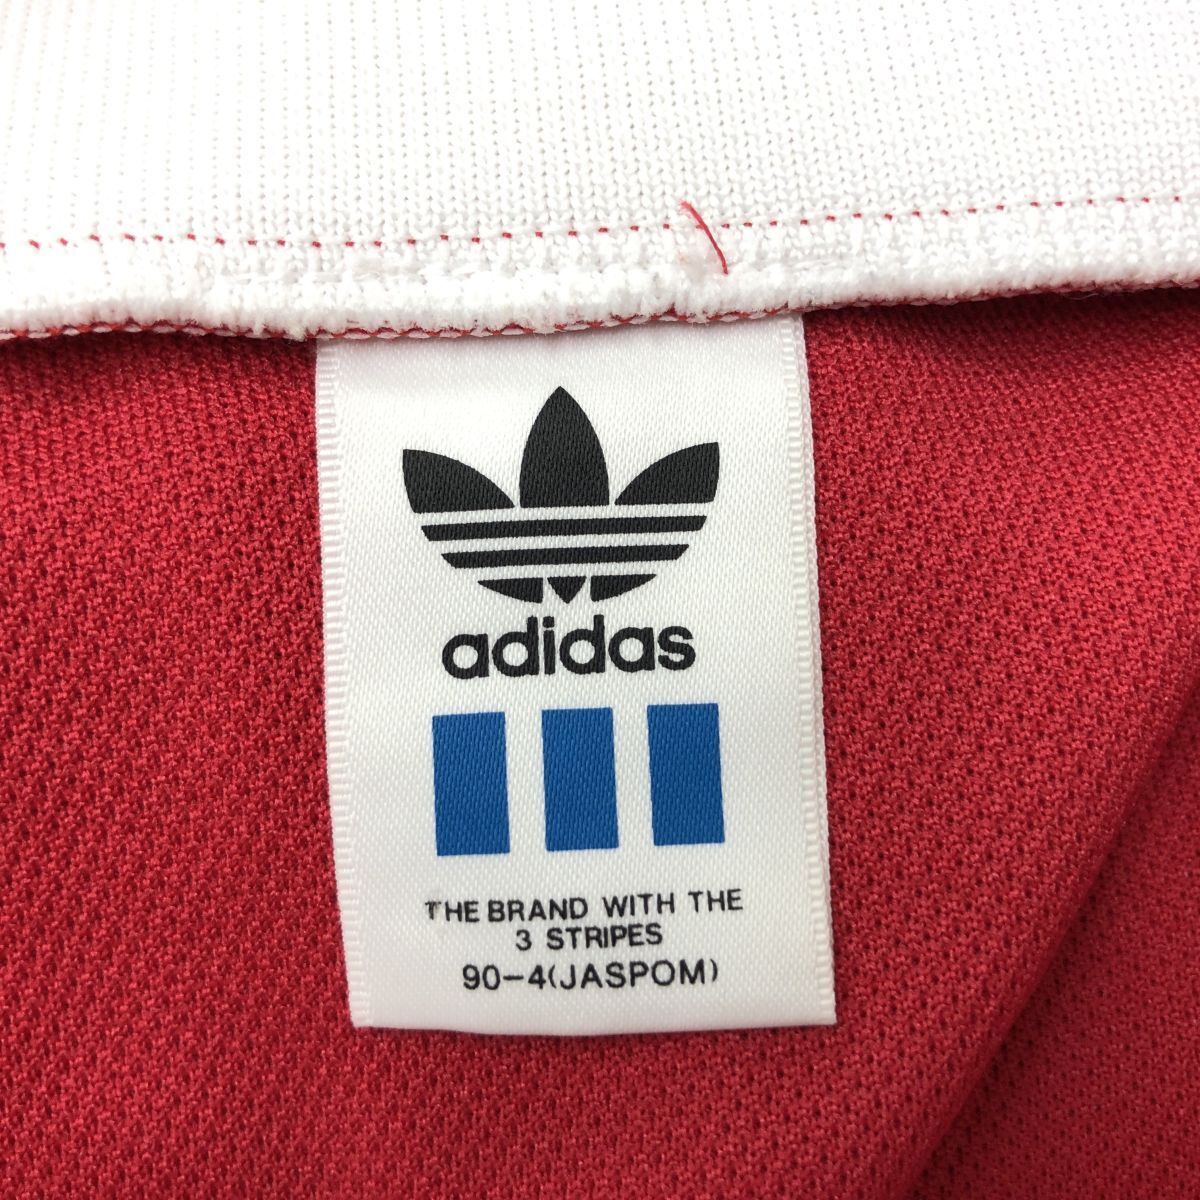 adidas
THE BRAND WITH THE
3 STRIPES
90-4(JASPOM)